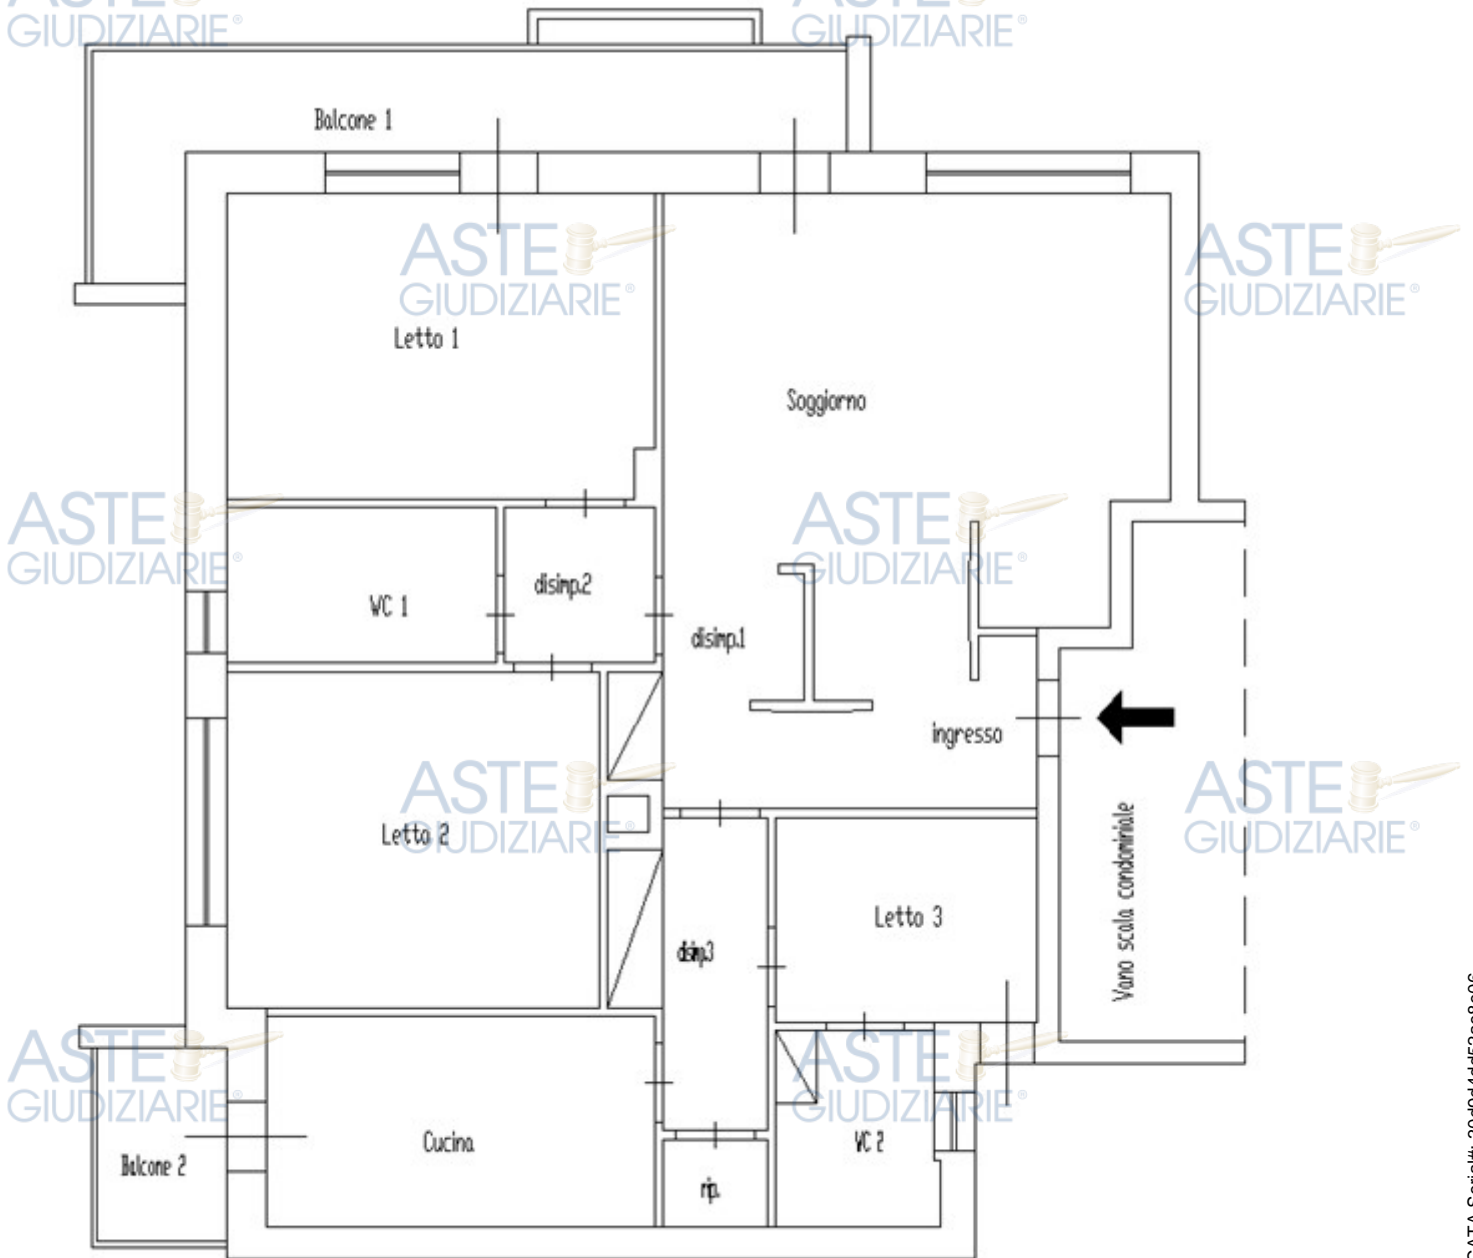 GIUDIZIARIE®
GIUDIZIARIE®
Balcone 1
ASTE
GIUDIZIARIE®
ASTE
GIUDIZIARIE®
Letto 1
Soggiorno
ASTE
GIUDIZIARIE®
ASTE
GIUDIZIARIE®
disimp.2
WC 1
disimp.1
ingresso
ASTE
GIUDIZIARIE®
ASTE
GIUDIZIARIE®
Letto 2
Vano scala condominiale
Letto 3
disimp.3
ASTE
GIUDIZIARIE®
ASTE
GIUDIZIARIE®
Cucina
WC 2
Balcone 2
rip.